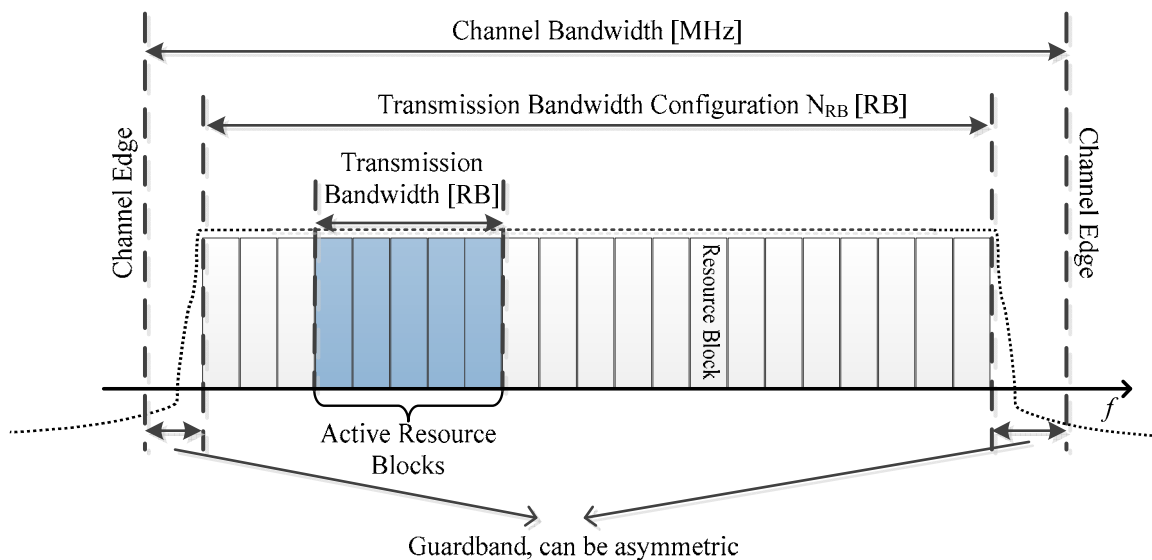 Channel Bandwidth [MHz]
Transmission Bandwidth Configuration NRB [RB]
Transmission
Bandwidth [RB]
Channel Edge
Channel Edge
Resource Block
f
Active Resource
Blocks
Guardband, can be asymmetric